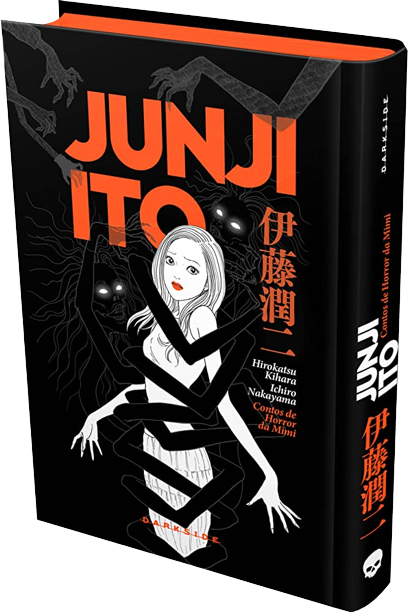 JUNJI
ITO
伊藤潤二
Hirokatsu
Kihara
Ichiro
Nakayama
Contos de
Horror
da Mimi
DARKSIDE
DARKSIDE
Contos de Horror da Mimi
JUNJI
ITO
伊藤潤二